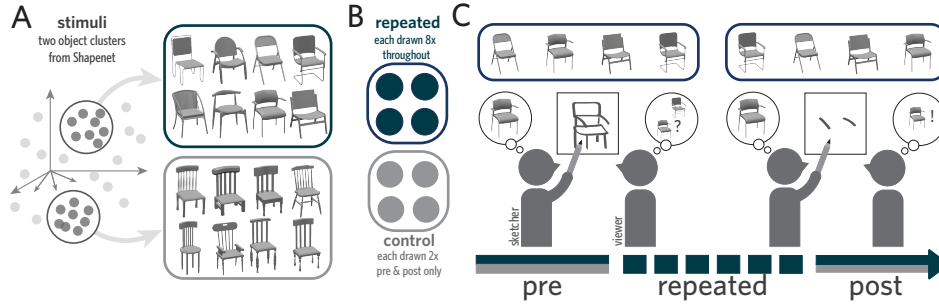 A
stimuli
two object clusters
from Shapenet
B
repeated
each drawn 8x
throughout
control
each drawn 2x
pre & post only
C
?
!
sketcher
viewer
pre
repeated
post